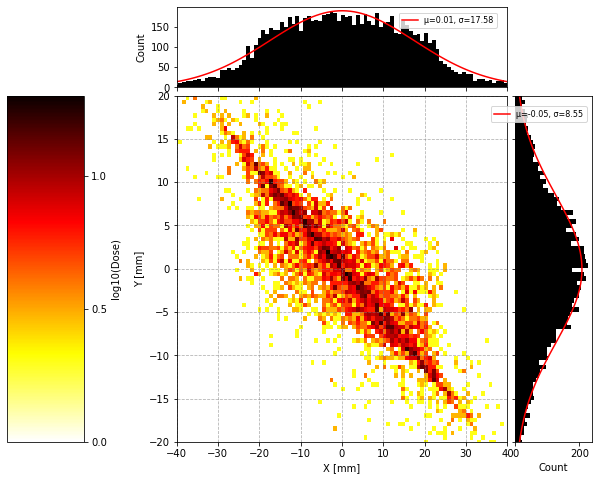 150
100
50
0
Count
μ=0.01, σ=17.58
1.0
0.5
0.0
log10(Dose)
20
15
10
5
0
−5
−10
−15
−20
Y [mm]
−40 −30 −20 −10 0 10 20 30 40
X [mm]
μ=-0.05, σ=8.55
0 200
Count